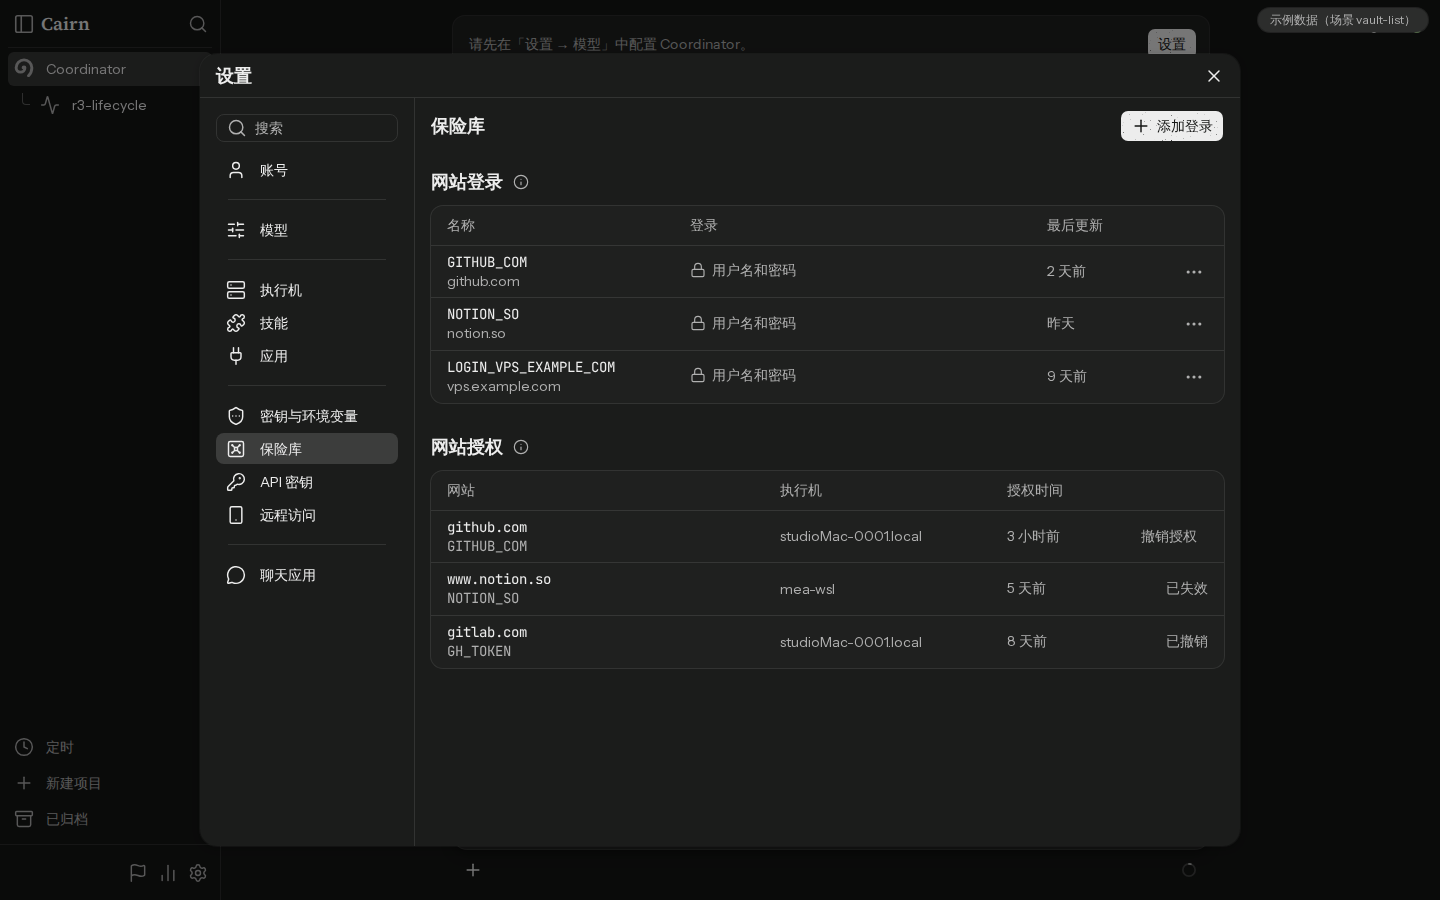 Cairn
示例数据（场景 vault-list）
Coordinator
r3-lifecycle
请先在「设置 → 模型」中配置 Coordinator。
设置
设置
搜索
账号
模型
执行机
技能
应用
密钥与环境变量
保险库
API 密钥
远程访问
聊天应用
保险库
添加登录
网站登录
名称 登录 最后更新
GITHUB_COM
github.com
用户名和密码 2 天前
NOTION_SO
notion.so
用户名和密码 昨天
LOGIN_VPS_EXAMPLE_COM
vps.example.com
用户名和密码 9 天前
网站授权
网站 执行机 授权时间
github.com
GITHUB_COM
studioMac-0001.local 3 小时前 撤销授权
www.notion.so
NOTION_SO
mea-wsl 5 天前 已失效
gitlab.com
GH_TOKEN
studioMac-0001.local 8 天前 已撤销
定时
新建项目
已归档